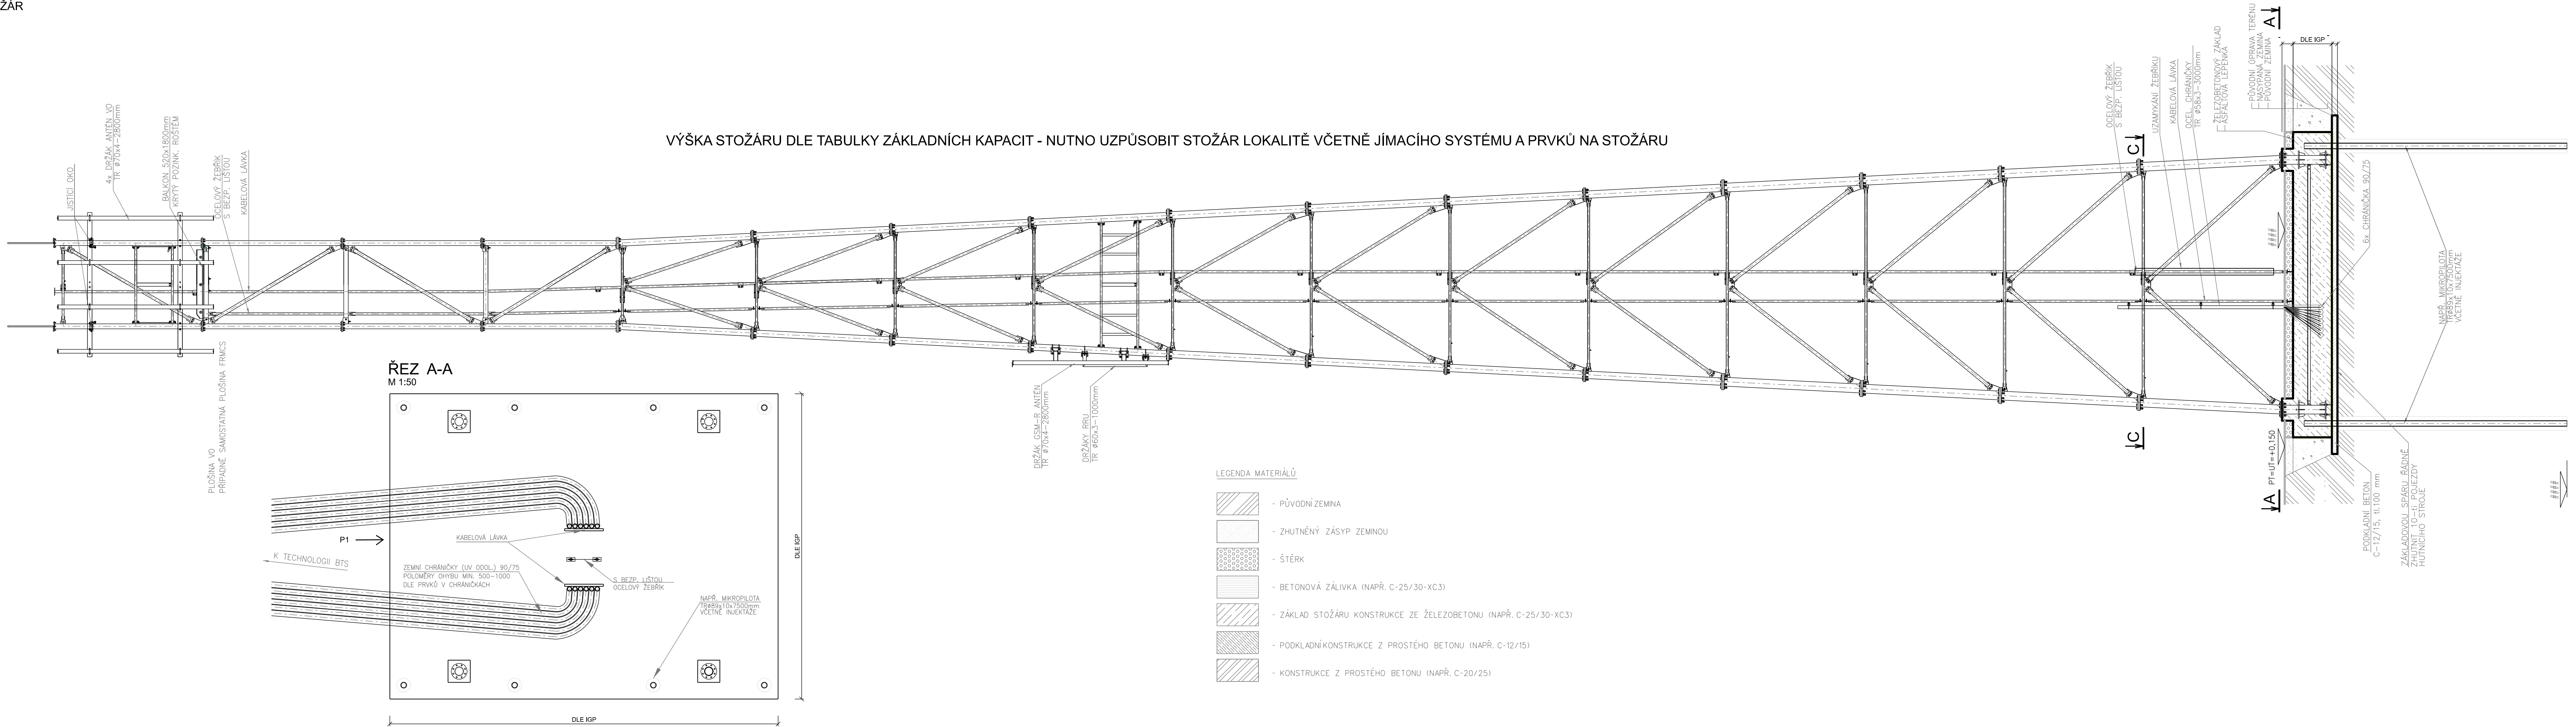 ŽÁR
VÝŠKA STOŽÁRU DLE TABULKY ZÁKLADNÍCH KAPACIT - NUTNO UZPŮSOBIT STOŽÁR LOKALITĚ VČETNĚ JÍMACÍHO SYSTÉMU A PRVKŮ NA STOŽÁRU
JISTÍCÍ OKO
4x DRŽÁK ANTÉN VO
TR ø70x4-2800mm
BALKON 520x1800mm
KRYTÝ POZINK. ROŠTEM
OCELOVÝ ŽEBŘÍK
S BEZP. LIŠTOU
KABELOVÁ LÁVKA
PLOŠINA VO
PŘÍPADNĚ SAMOSTATNÁ PLOŠINA FRMCS
DRŽÁK GSM-R ANTÉN
TR ø70x4-2800mm
DRŽÁKY RRU
TR ø60x3-1000mm
OCELOVÝ ŽEBŘÍK
S BEZP. LIŠTOU
UZAMYKÁNÍ ŽEBŘÍKU
KABELOVÁ LÁVKA
OCEL. CHRÁNIČKY
TR ø58x3-3000mm
ŽELEZOBETONOVÝ ZÁKLAD
ASFALTOVÁ LEPENKA
PŮVODNÍ ÚPRAVA TERÉNU
NASYPANÁ ZEMINA
PŮVODNÍ ZEMINA
A
DLE IGP
C
6x CHRÁNIČKA 90/75
NAPŘ. MIKROPILOTA
TRø89x10x7500mm
VČETNĚ INJEKTÁŽE
###
C
A
PT=UT=+0,150
PODKLADNÍ BETON
C-12/15, tl.100 mm
ZÁKLADOVOU SPÁRU ŘÁDNĚ
ZHUTNIT 10-ti POJEZDY
HUTNÍCÍHO STROJE
###
ŘEZ A-A
M 1:50
P1
K TECHNOLOGII BTS
KABELOVÁ LÁVKA
ZEMNÍ CHRÁNIČKY (UV ODOL.) 90/75
POLOMĚRY OHYBU MIN. 500-1000
DLE PRVKŮ V CHRÁNIČKÁCH
S BEZP. LIŠTOU
OCELOVÝ ŽEBŘÍK
NAPŘ. MIKROPILOTA
TRø89x10x7500mm
VČETNĚ INJEKTÁŽE
DLE IGP
DLE IGP
LEGENDA MATERIÁLŮ
- PŮVODNÍ ZEMINA
- ZHUTNĚNÝ ZÁSYP ZEMINOU
- ŠTĚRK
- BETONOVÁ ZÁLIVKA (NAPŘ. C-25/30-XC3)
- ZÁKLAD STOŽÁRU KONSTRUKCE ZE ŽELEZOBETONU (NAPŘ. C-25/30-XC3)
- PODKLADNÍ KONSTRUKCE Z PROSTÉHO BETONU (NAPŘ. C-12/15)
- KONSTRUKCE Z PROSTÉHO BETONU (NAPŘ. C-20/25)